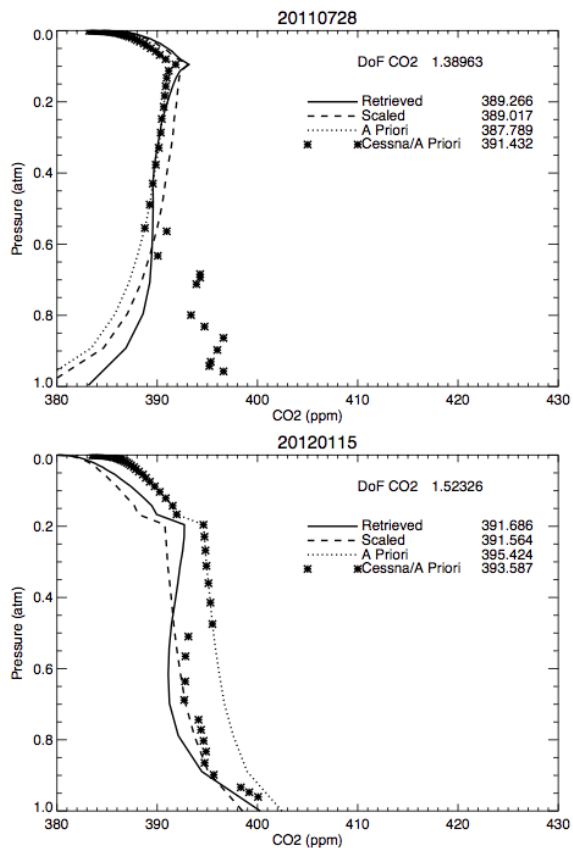 20110728
0.0
DoF CO2 1.38963
0.2
Retrieved 389.266
Scaled 389.017
A Priori 387.789
Cessna/A Priori 391.432
0.4
Pressure (atm)
0.6
0.8
1.0
380 390 400 410 420 430
CO2 (ppm)
20120115
0.0
DoF CO2 1.52326
0.2
Retrieved 391.686
Scaled 391.564
A Priori 395.424
Cessna/A Priori 393.587
0.4
Pressure (atm)
0.6
0.8
1.0
380 390 400 410 420 430
CO2 (ppm)